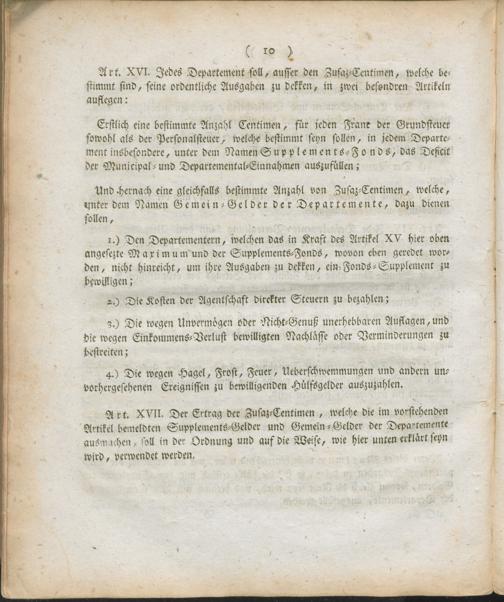 ( 10 )
Art. XVI. Jedes Departement soll, ausser den Zusaz-Centimen, welche be-
stimmt sind, seine ordentliche Ausgaben zu dekken, in zwei besondren Artikeln
auflegen:
Erstlich eine bestimmte Anzahl Centimen, für jeden Frank der Grundsteuer
sowohl als der Personalsteuer, welche bestimmt seyn sollen, in jedem Departe-
ment insbesondere, unter dem Namen Supplements-Fonds, das Deficit
der Municipal- und Departemental-Einnahmen auszufüllen;
Und hernach eine gleichfalls bestimmte Anzahl von Zusaz-Centimen, welche,
unter dem Namen Gemein-Gelder der Departemente, dazu dienen
sollen,
1.) Den Departementern, welchen das in Kraft des Artikel XV hier oben
angesezte Maximum und der Supplements-Fonds, wovon eben geredet wor-
den, nicht hinreicht, um ihre Ausgaben zu dekken, ein Fonds-Supplement zu
bewilligen;
2.) Die Kosten der Agentschaft direkter Steuern zu bezahlen;
3.) Die wegen Unvermögen oder Nicht-Genuß unerhebbaren Auflagen, und
die wegen Einkommens-Verlust bewilligten Nachlässe oder Verminderungen zu
bestreiten;
4.) Die wegen Hagel, Frost, Feuer, Ueberschwemmungen und andern un-
vorhergesehenen Ereignissen zu bewilligenden Hülfsgelder auszuzahlen.
Art. XVII. Der Ertrag der Zusaz-Centimen, welche die im vorstehenden
Artikel bemeldten Supplements-Gelder und Gemein-Gelder der Departemente
ausmachen, soll in der Ordnung und auf die Weise, wie hier unten erklärt seyn
wird, verwendet werden.